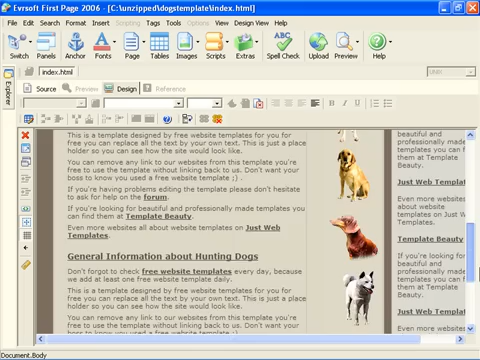 Evrsoft First Page 2006 - [C:\unzipped\dogstemplate\index.html]
File Edit Search Format Insert Scripting Tags Tools View Design View Help
Switch Panels Fonts Page Tables Images Scripts Extras Spell Check Upload Preview Help
index.html
Source Preview Design Reference
Explorer
This is a template designed by free website templates for you for
free you can replace all the text by your own text. This is just a place
holder so you can see how the site would look like.
You can remove any link to our websites from this template you're
free to use the template without linking back to us. Don't want your
boss to know you used a free website template ;) .
If you're having problems editing the template please don't hesitate
to ask for help on the forum.
If you're looking for beautiful and professionally made templates you
can find them at Template Beauty.
Even more websites all about website templates on Just Web
Templates.
General Information about Hunting Dogs
Don't forget to check free website templates every day, because
we add at least one free website template daily.
This is a template designed by free website templates for you for
free you can replace all the text by your own text. This is just a place
holder so you can see how the site would look like.
You can remove any link to our websites from this template you're
free to use the template without linking back to us. Don't want your
boss to know you used a free website template ;)
beautiful and
professionally made
templates you can f
them at Template
Beauty.
Just Web Templat
Even more websites
about website
templates on Just
Web Templates.
Template Beauty
If you're looking for
beautiful and
professionally made
templates you can f
them at Template
Beauty.
Just Web Templat
Even more websites
Document.Body